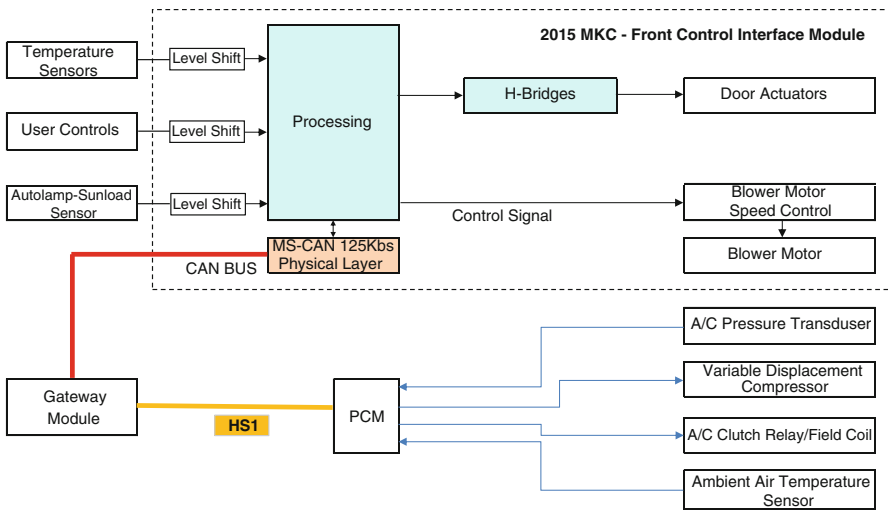 2015 MKC - Front Control Interface Module
Temperature
Sensors
Level Shift
User Controls
Level Shift
Autolamp-Sunload
Sensor
Level Shift
Processing
H-Bridges
Door Actuators
Control Signal
Blower Motor
Speed Control
Blower Motor
MS-CAN 125Kbs
Physical Layer
CAN BUS
Gateway
Module
HS1
PCM
A/C Pressure Transduser
Variable Displacement
Compressor
A/C Clutch Relay/Field Coil
Ambient Air Temperature
Sensor